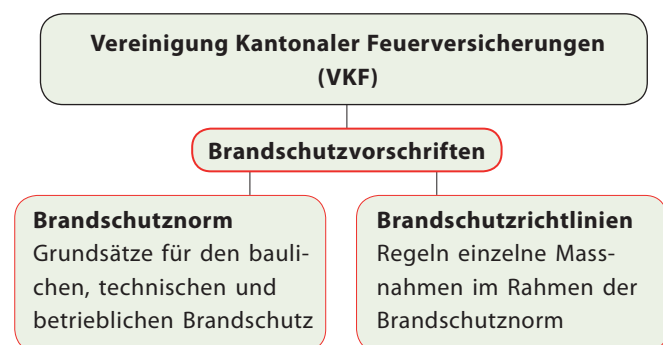 Vereinigung Kantonaler Feuerversicherungen
(VKF)
Brandschutzvorschriften
Brandschutznorm
Grundsätze für den bauli-
chen, technischen und
betrieblichen Brandschutz
Brandschutzrichtlinien
Regeln einzelne Mass-
nahmen im Rahmen der
Brandschutznorm